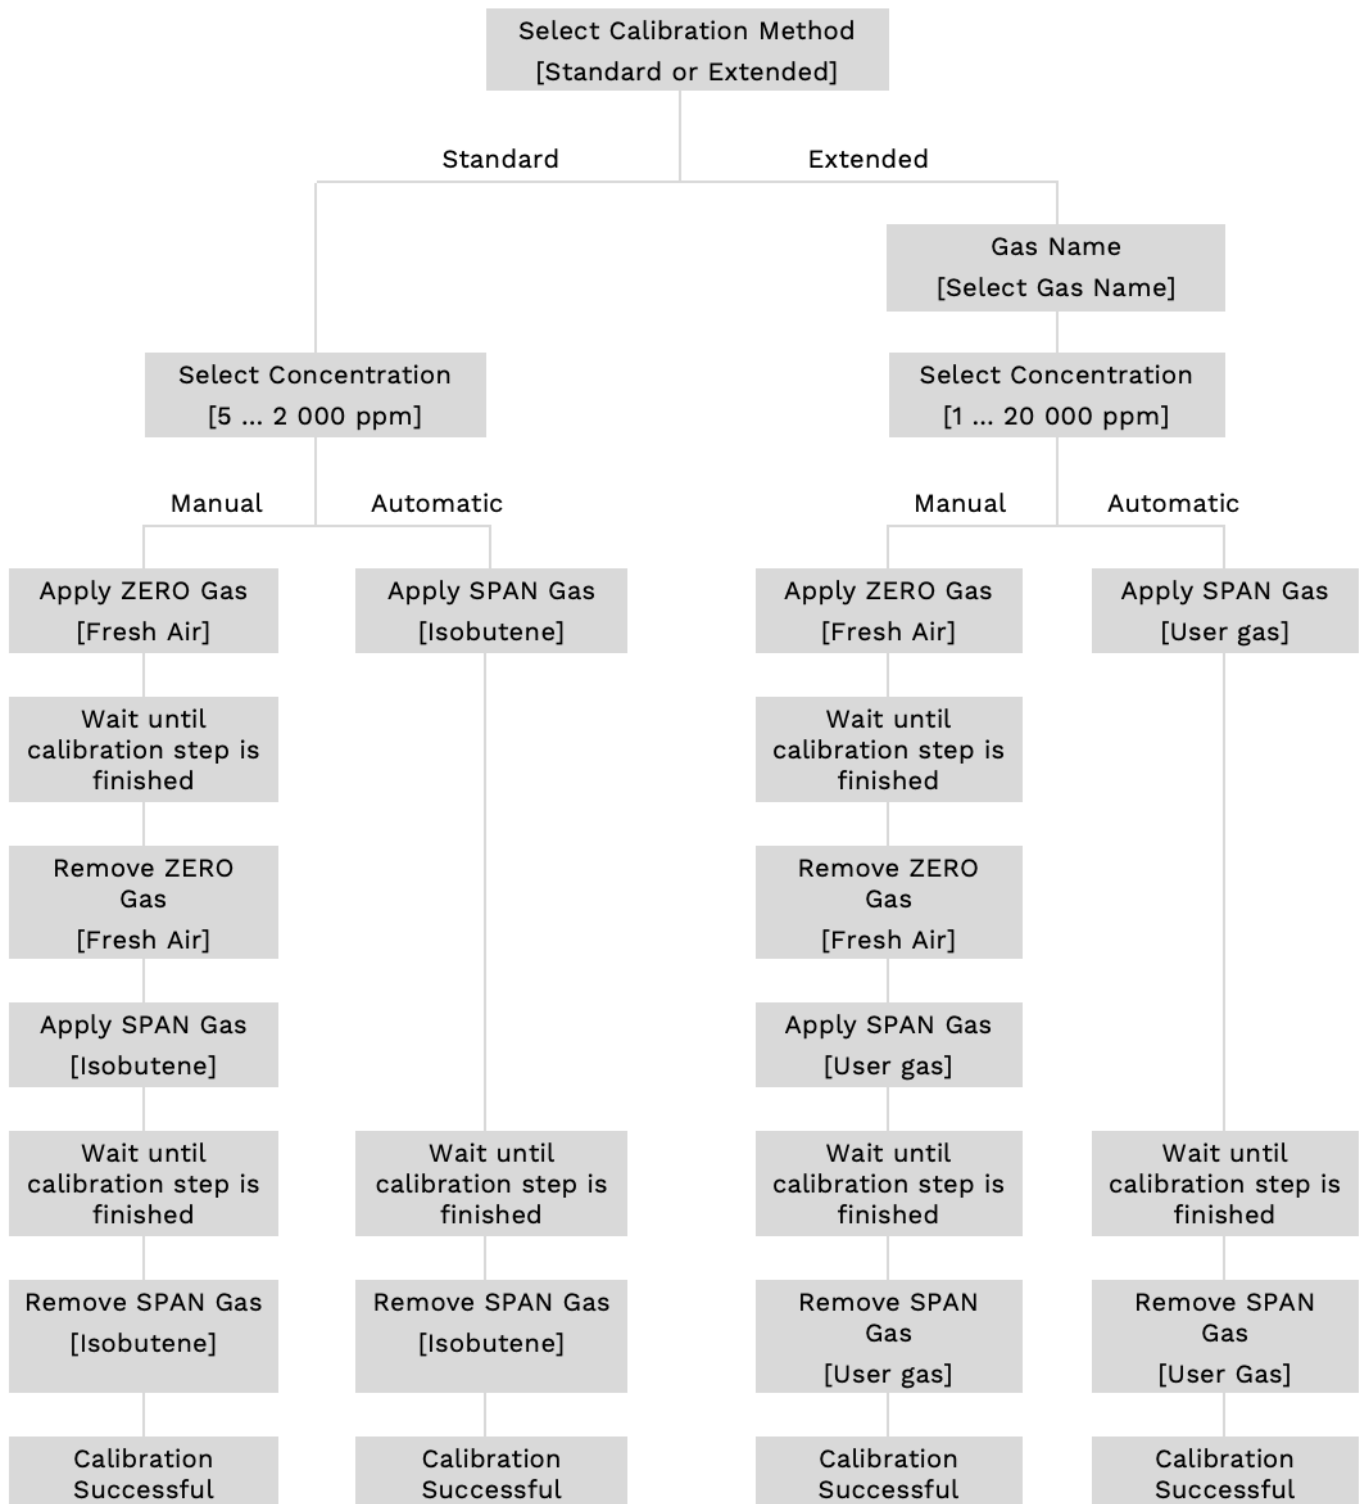 Select Calibration Method
[Standard or Extended]
Standard
Extended
Gas Name
[Select Gas Name]
Select Concentration
[5 ... 2 000 ppm]
Select Concentration
[1 ... 20 000 ppm]
Manual
Automatic
Manual
Automatic
Apply ZERO Gas
[Fresh Air]
Apply SPAN Gas
[Isobutene]
Apply ZERO Gas
[Fresh Air]
Apply SPAN Gas
[User gas]
Wait until
calibration step is
finished
Wait until
calibration step is
finished
Remove ZERO
Gas
[Fresh Air]
Remove ZERO
Gas
[Fresh Air]
Apply SPAN Gas
[Isobutene]
Apply SPAN Gas
[User gas]
Wait until
calibration step is
finished
Wait until
calibration step is
finished
Wait until
calibration step is
finished
Wait until
calibration step is
finished
Remove SPAN Gas
[Isobutene]
Remove SPAN Gas
[Isobutene]
Remove SPAN
Gas
[User gas]
Remove SPAN
Gas
[User Gas]
Calibration
Successful
Calibration
Successful
Calibration
Successful
Calibration
Successful